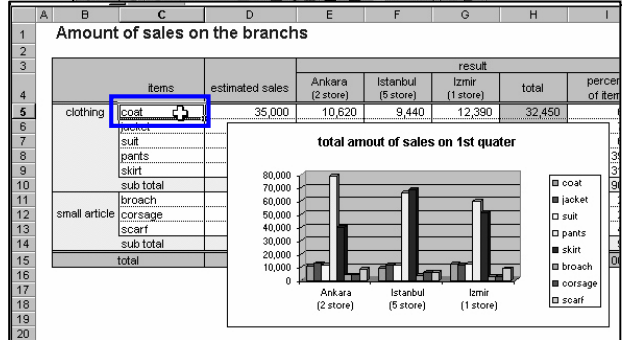 A B C D E F G H I
1 Amount of sales on the branchs
2
3 result
4 items estimated sales Ankara (2 store) Istanbul (5 store) Izmir (1 store) total percen of item
5 clothing coat 35,000 10,620 9,440 12,390 32,450
6 jacket
7 suit
8 pants
9 skirt
10 sub total
11 broach
12 small article corsage
13 scarf
14 sub total
15 total
16
17
18
19
20
total amout of sales on 1st quater
80,000
70,000
60,000
50,000
40,000
30,000
20,000
10,000
0
Ankara Istanbul Izmir
(2 store) (5 store) (1 store)
coat
jacket
suit
pants
skirt
broach
corsage
scarf